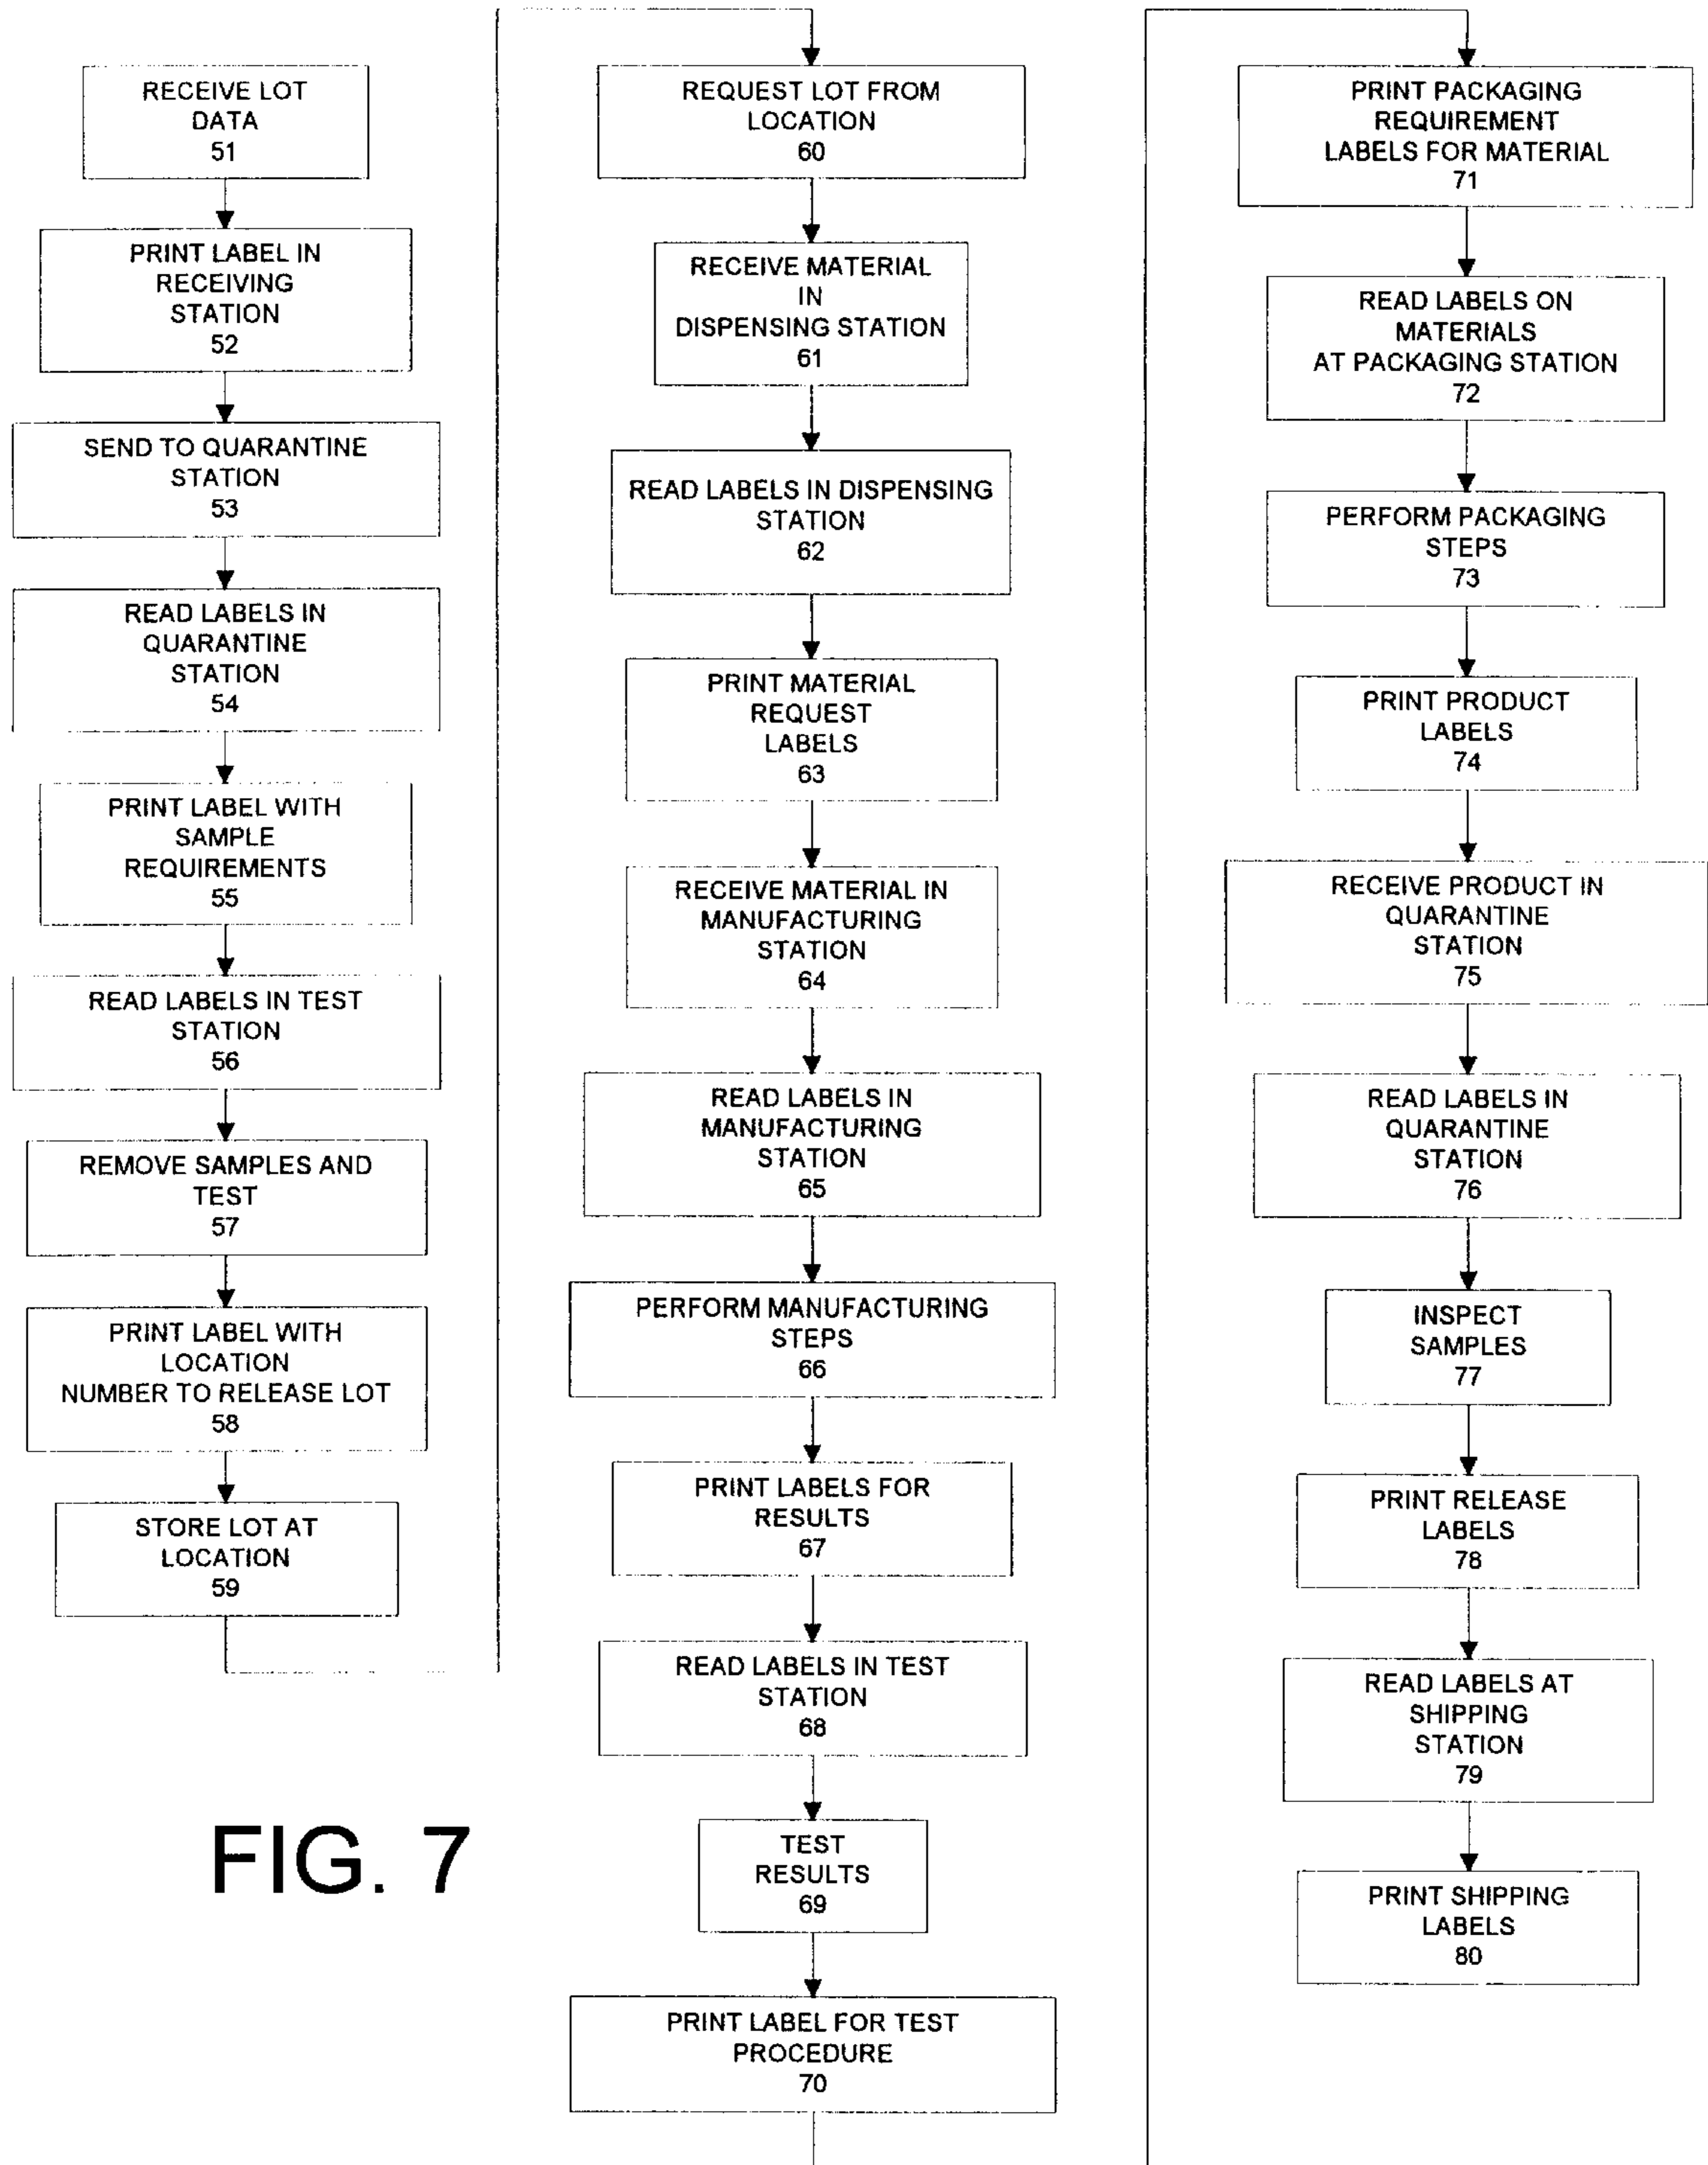 RECEIVE LOT
DATA
51
PRINT LABEL IN
RECEIVING
STATION
52
SEND TO QUARANTINE
STATION
53
READ LABELS IN
QUARANTINE
STATION
54
PRINT LABEL WITH
SAMPLE
REQUIREMENTS
55
READ LABELS IN TEST
STATION
56
REMOVE SAMPLES AND
TEST
57
PRINT LABEL WITH
LOCATION
NUMBER TO RELEASE LOT
58
STORE LOT AT
LOCATION
59
REQUEST LOT FROM
LOCATION
60
RECEIVE MATERIAL
IN
DISPENSING STATION
61
READ LABELS IN DISPENSING
STATION
62
PRINT MATERIAL
REQUEST
LABELS
63
RECEIVE MATERIAL IN
MANUFACTURING
STATION
64
READ LABELS IN
MANUFACTURING
STATION
65
PERFORM MANUFACTURING
STEPS
66
PRINT LABELS FOR
RESULTS
67
READ LABELS IN TEST
STATION
68
TEST
RESULTS
69
PRINT LABEL FOR TEST
PROCEDURE
70
PRINT PACKAGING
REQUIREMENT
LABELS FOR MATERIAL
71
READ LABELS ON
MATERIALS
AT PACKAGING STATION
72
PERFORM PACKAGING
STEPS
73
PRINT PRODUCT
LABELS
74
RECEIVE PRODUCT IN
QUARANTINE
STATION
75
READ LABELS IN
QUARANTINE
STATION
76
INSPECT
SAMPLES
77
PRINT RELEASE
LABELS
78
READ LABELS AT
SHIPPING
STATION
79
PRINT SHIPPING
LABELS
80
FIG. 7